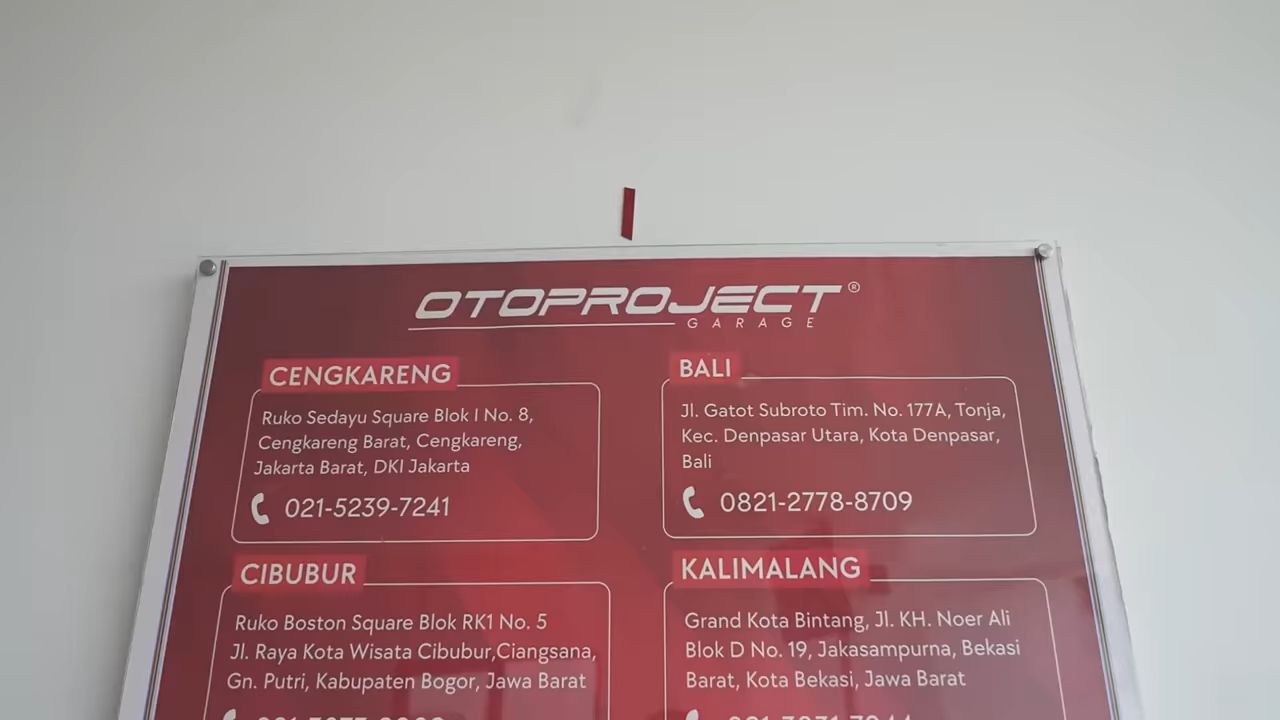 OTOPROJECT®
GARAGE
CENGKARENG
Ruko Sedayu Square Blok I No. 8,
Cengkareng Barat, Cengkareng,
Jakarta Barat, DKI Jakarta
021-5239-7241
BALI
Jl. Gatot Subroto Tim. No. 177A, Tonja,
Kec. Denpasar Utara, Kota Denpasar,
Bali
0821-2778-8709
CIBUBUR
Ruko Boston Square Blok RK1 No. 5
Jl. Raya Kota Wisata Cibubur,Ciangsana,
Gn. Putri, Kabupaten Bogor, Jawa Barat
KALIMALANG
Grand Kota Bintang, Jl. KH. Noer Ali
Blok D No. 19, Jakasampurna, Bekasi
Barat, Kota Bekasi, Jawa Barat